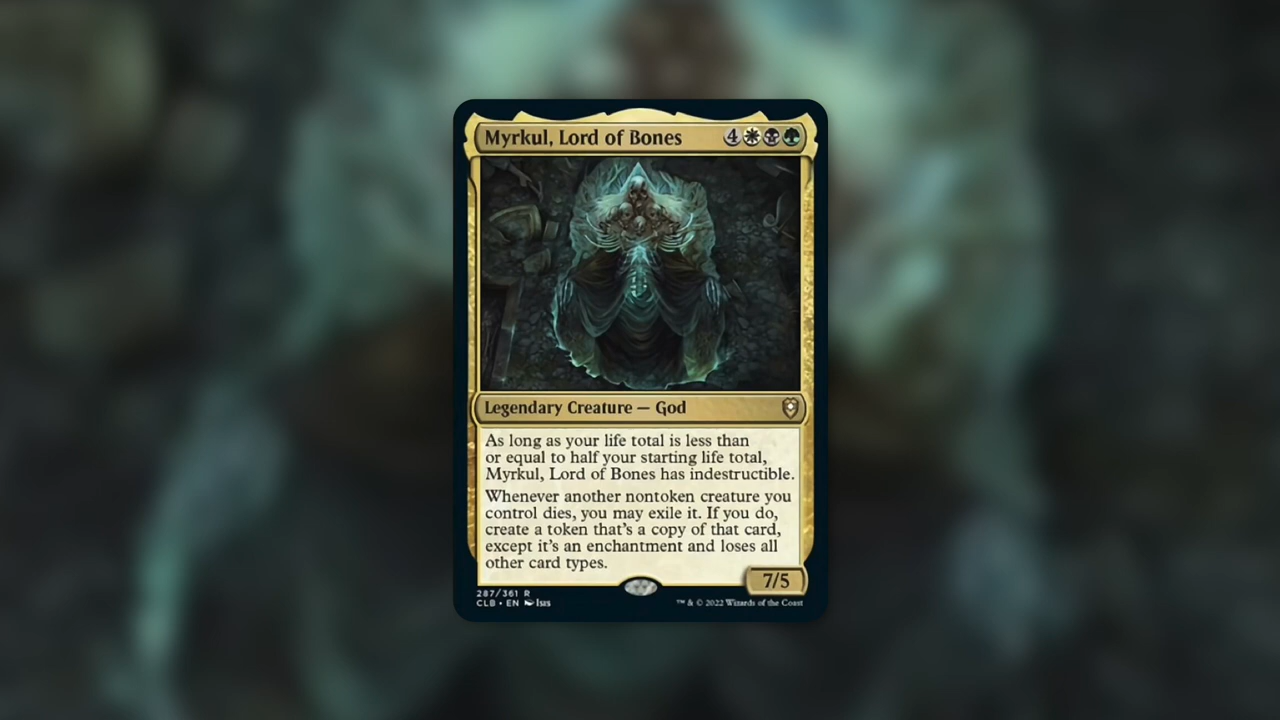 Myrkul, Lord of Bones 4
Legendary Creature — God
As long as your life total is less than
or equal to half your starting life total,
Myrkul, Lord of Bones has indestructible.
Whenever another nontoken creature you
control dies, you may exile it. If you do,
create a token that's a copy of that card,
except it's an enchantment and loses all
other card types.
7/5
287/361 R
CLB • EN Isis
™ & © 2022 Wizards of the Coast